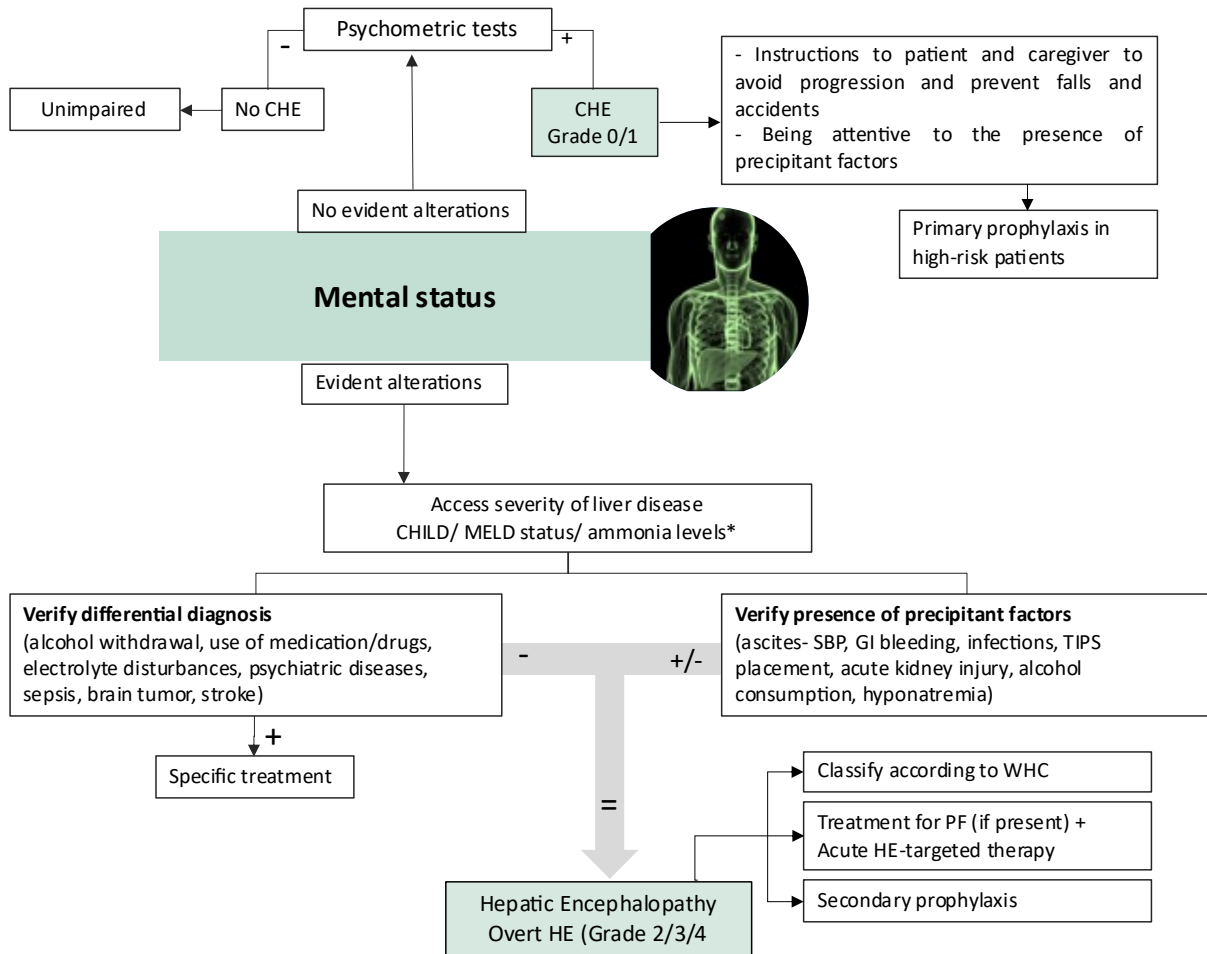 Psychometric tests
-
+
Unimpaired
No CHE
CHE
Grade 0/1
- Instructions to patient and caregiver to
avoid progression and prevent falls and
accidents
- Being attentive to the presence of
precipitant factors
No evident alterations
Primary prophylaxis in
high-risk patients
Mental status
Evident alterations
Access severity of liver disease
CHILD/ MELD status/ ammonia levels*
Verify differential diagnosis
(alcohol withdrawal, use of medication/drugs,
electrolyte disturbances, psychiatric diseases,
sepsis, brain tumor, stroke)
-
+/-
Verify presence of precipitant factors
(ascites- SBP, GI bleeding, infections, TIPS
placement, acute kidney injury, alcohol
consumption, hyponatremia)
+
Specific treatment
=
Classify according to WHC
Treatment for PF (if present) +
Acute HE-targeted therapy
Secondary prophylaxis
Hepatic Encephalopathy
Overt HE (Grade 2/3/4